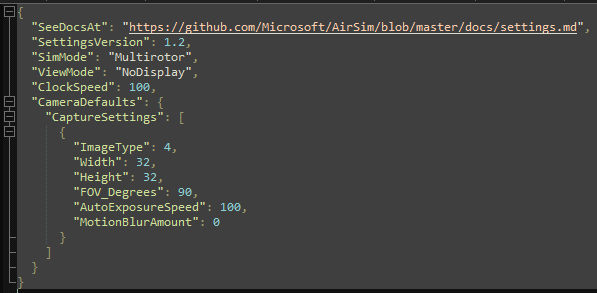 {
"SeeDocsAt": "https://github.com/Microsoft/AirSim/blob/master/docs/settings.md",
"SettingsVersion": 1.2,
"SimMode": "Multirotor",
"ViewMode": "NoDisplay",
"ClockSpeed": 100,
"CameraDefaults": {
"CaptureSettings": [
{
"ImageType": 4,
"Width": 32,
"Height": 32,
"FOV_Degrees": 90,
"AutoExposureSpeed": 100,
"MotionBlurAmount": 0
}
]
}
}